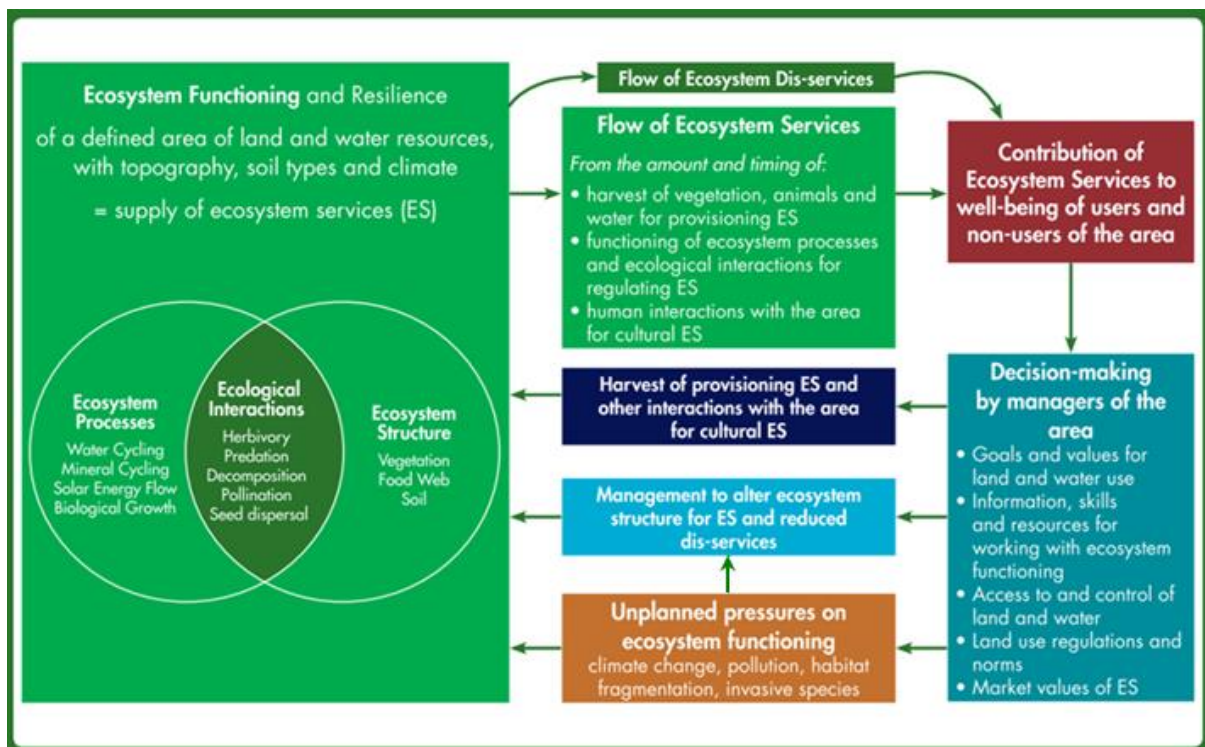 Ecosystem Functioning and Resilience
of a defined area of land and water resources,
with topography, soil types and climate
= supply of ecosystem services (ES)
Ecosystem
Processes
Water Cycling
Mineral Cycling
Solar Energy Flow
Biological Growth
Ecological
Interactions
Herbivory
Predation
Decomposition
Pollination
Seed dispersal
Ecosystem
Structure
Vegetation
Food Web
Soil
Flow of Ecosystem Dis-services
Flow of Ecosystem Services
From the amount and timing of:
• harvest of vegetation, animals and
water for provisioning ES
• functioning of ecosystem processes
and ecological interactions for
regulating ES
• human interactions with the area
for cultural ES
Contribution of
Ecosystem Services to
well-being of users and
non-users of the area
Harvest of provisioning ES and
other interactions with the area
for cultural ES
Management to alter ecosystem
structure for ES and reduced
dis-services
Unplanned pressures on
ecosystem functioning
climate change, pollution, habitat
fragmentation, invasive species
Decision-making
by managers of the
area
• Goals and values for
land and water use
• Information, skills
and resources for
working with ecosystem
functioning
• Access to and control of
land and water
• Land use regulations and
norms
• Market values of ES